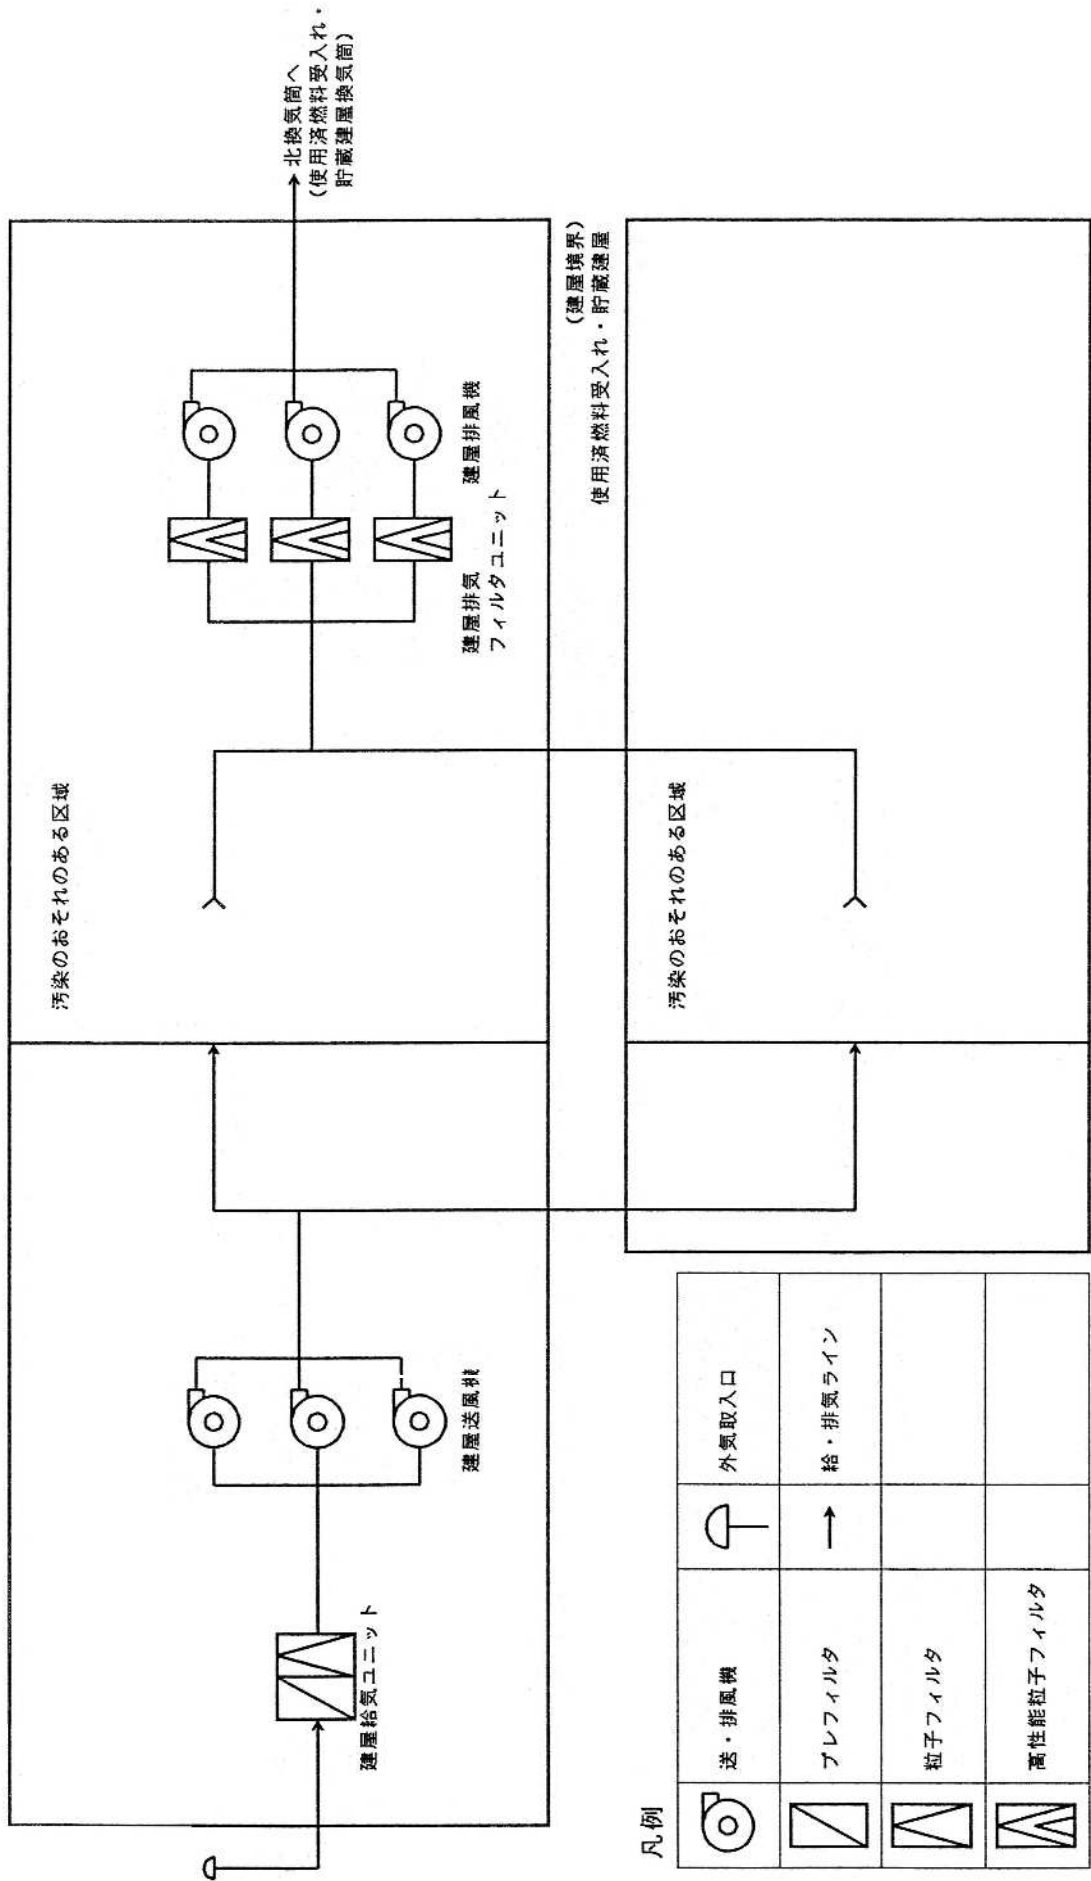 北換気筒へ
(使用済燃料受入れ・
貯蔵建屋換気筒)
汚染のおそれのある区域
建屋給気ユニット
建屋送風機
建屋排気
フィルタユニット
建屋排風機
(建屋境界)
使用済燃料受入れ・貯蔵建屋
汚染のおそれのある区域
凡例
送・排風機
外気取入口
プレフィルタ
給・排気ライン
粒子フィルタ
高性能粒子フィルタ